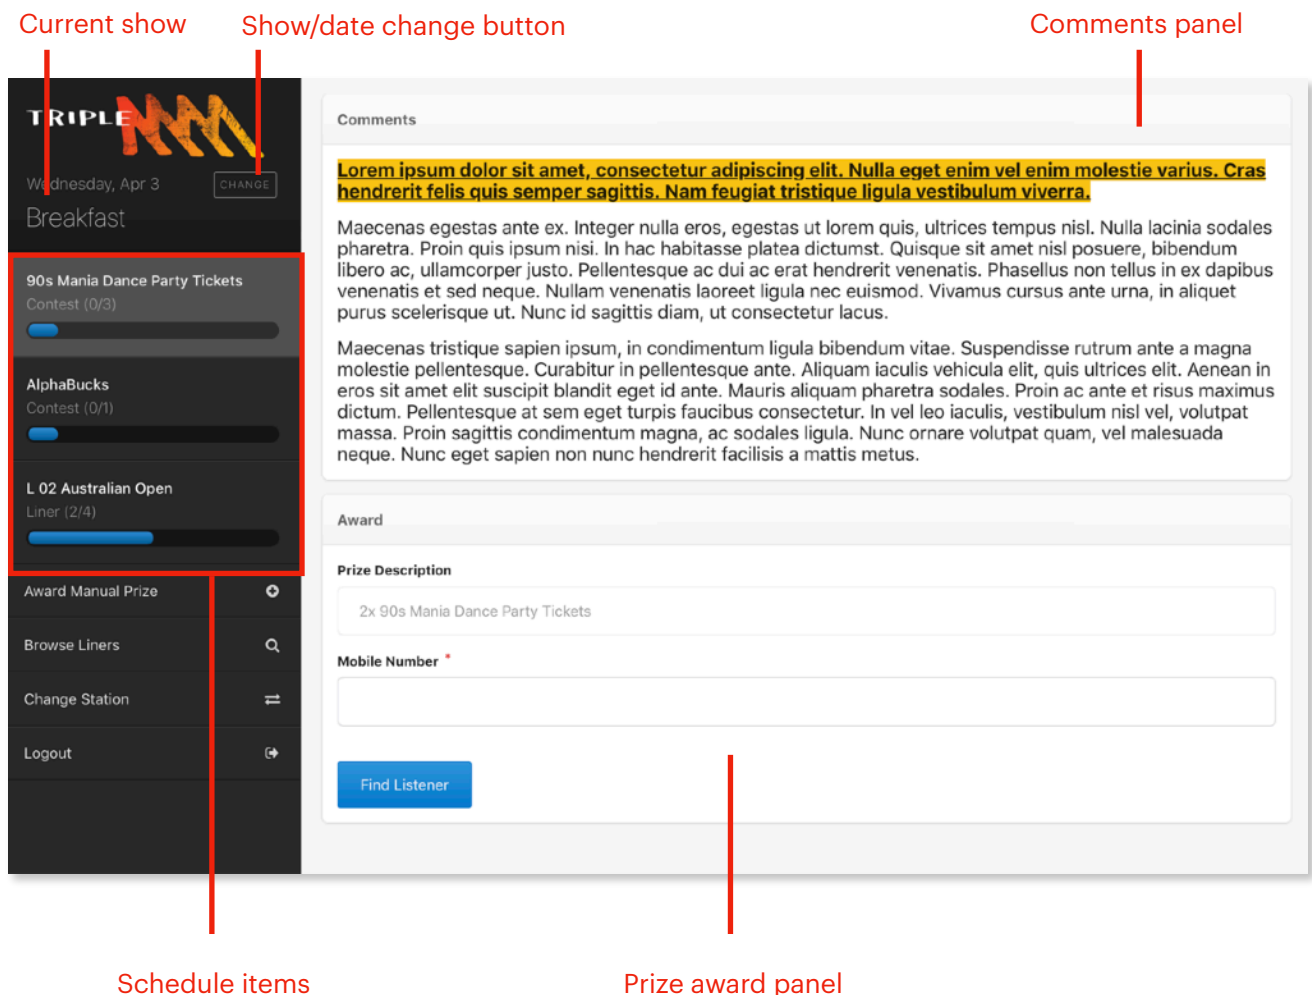 Current show
Show/date change button
Comments panel
TRIPLE MMM
Wednesday, Apr 3
CHANGE
Breakfast
90s Mania Dance Party Tickets
Contest (0/3)
AlphaBucks
Contest (0/1)
L 02 Australian Open
Liner (2/4)
Award Manual Prize
Browse Liners
Change Station
Logout
Comments
Lorem ipsum dolor sit amet, consectetur adipiscing elit. Nulla eget enim vel enim molestie varius. Cras
hendrerit felis quis semper sagittis. Nam feugiat tristique ligula vestibulum viverra.
Maecenas egestas ante ex. Integer nulla eros, egestas ut lorem quis, ultrices tempus nisl. Nulla lacinia sodales
pharetra. Proin quis ipsum nisi. In hac habitasse platea dictumst. Quisque sit amet nisl posuere, bibendum
libero ac, ullamcorper justo. Pellentesque ac dui ac erat hendrerit venenatis. Phasellus non tellus in ex dapibus
venenatis et sed neque. Nullam venenatis laoreet ligula nec euismod. Vivamus cursus ante urna, in aliquet
purus scelerisque ut. Nunc id sagittis diam, ut consectetur lacus.
Maecenas tristique sapien ipsum, in condimentum ligula bibendum vitae. Suspendisse rutrum ante a magna
molestie pellentesque. Curabitur in pellentesque ante. Aliquam iaculis vehicula elit, quis ultrices elit. Aenean in
eros sit amet elit suscipit blandit eget id ante. Mauris aliquam pharetra sodales. Proin ac ante et risus maximus
dictum. Pellentesque at sem eget turpis faucibus consectetur. In vel leo iaculis, vestibulum nisl vel, volutpat
massa. Proin sagittis condimentum magna, ac sodales ligula. Nunc ornare volutpat quam, vel malesuada
neque. Nunc eget sapien non nunc hendrerit facilisis a mattis metus.
Award
Prize Description
2x 90s Mania Dance Party Tickets
Mobile Number *
Find Listener
Schedule items
Prize award panel